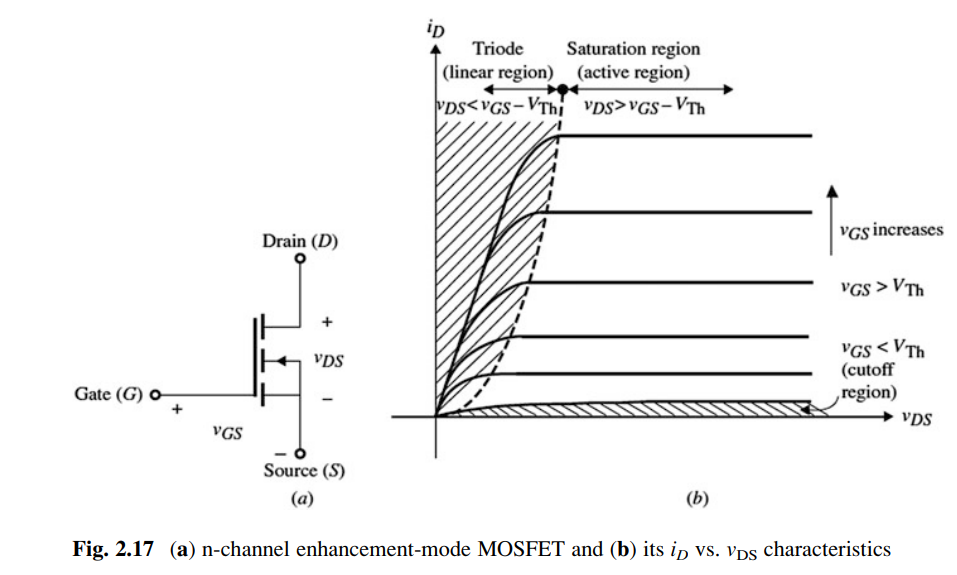 iD
Triode
(linear region)
Saturation region
(active region)
vDS<vGS–VTh
vDS>vGS–VTh
vGS increases
vGS > VTh
vGS < VTh
(cutoff
region)
vDS
Drain (D)
+
vDS
–
Gate (G)
+
vGS
–
Source (S)
(a)
(b)
Fig. 2.17 (a) n-channel enhancement-mode MOSFET and (b) its iD vs. vDS characteristics